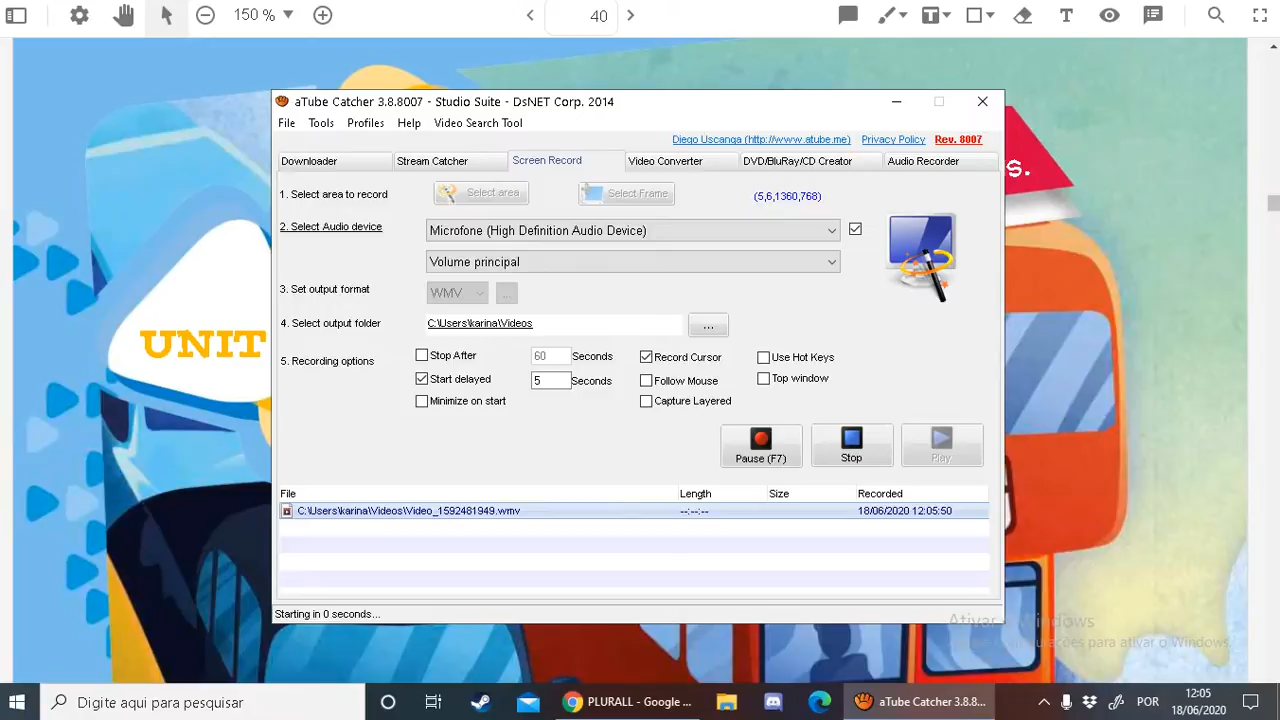 150 %
40
aTube Catcher 3.8.8007 - Studio Suite - DsNET Corp. 2014
File Tools Profiles Help Video Search Tool
Diego Uscanga (http://www.atube.me) Privacy Policy Rev. 8007
Downloader Stream Catcher Screen Record Video Converter DVD/BluRay/CD Creator Audio Recorder
s.
1. Select area to record Select area Select Frame (5,6,1360,768)
2. Select Audio device Microfone (High Definition Audio Device)
Volume principal
3. Set output format WMV ...
4. Select output folder C:\Users\karina\Videos ...
UNIT
5. Recording options Stop After 60 Seconds Record Cursor Use Hot Keys
Start delayed 5 Seconds Follow Mouse Top window
Minimize on start Capture Layered
Pause (F7) Stop Play
File Length Size Recorded
C:\Users\karina\Videos\Video_1592481949.wmv --:--:-- 18/06/2020 12:05:50
Starting in 0 seconds...
Ativar o Windows
configurações para ativar o Windows.
Digite aqui para pesquisar PLURALL - Google ... aTube Catcher 3.8.8... POR 12:05
18/06/2020